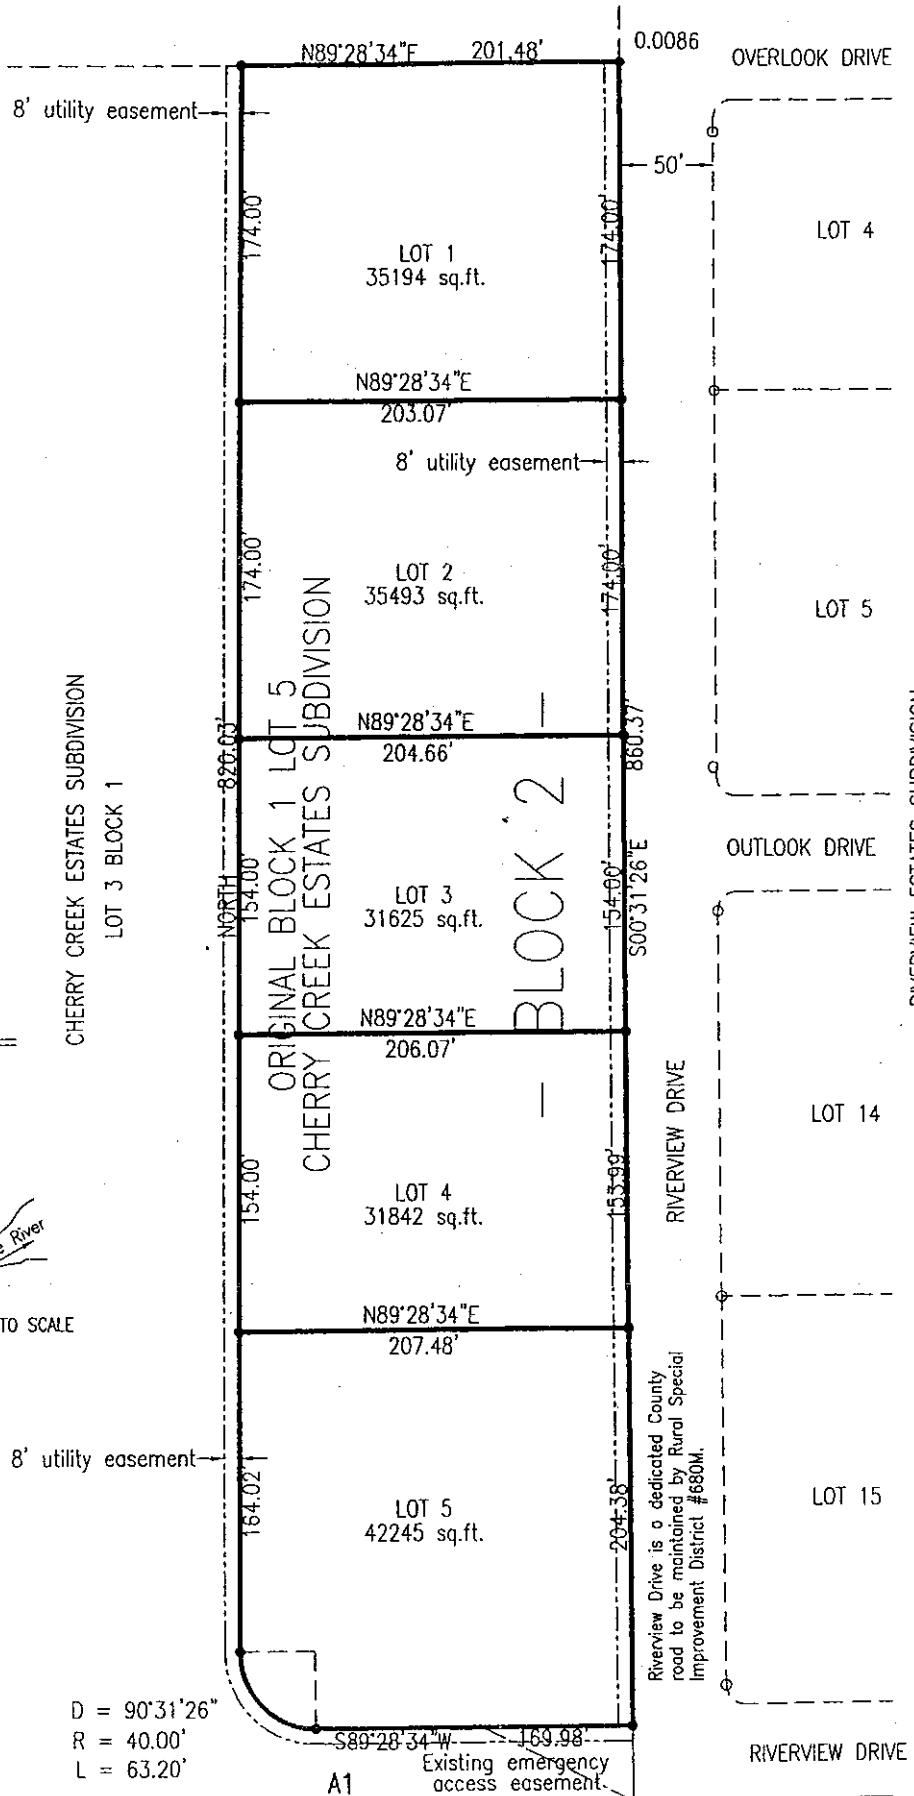 N89°28'34"E 201.48'
0.0086
OVERLOOK DRIVE
8' utility easement
50'
174.00'
174.00'
LOT 4
LOT 1
35194 sq.ft.
N89°28'34"E
203.07'
8' utility easement
174.00'
174.00'
LOT 2
35493 sq.ft.
LOT 5
N89°28'34"E
204.66'
820.03'
NORTH
860.37'
S00°31'26"E
CHERRY CREEK ESTATES SUBDIVISION
LOT 3 BLOCK 1
ORIGINAL BLOCK 1 LOT 5
CHERRY CREEK ESTATES SUBDIVISION
— BLOCK 2 —
OUTLOOK DRIVE
RIVERVIEW ESTATES SUBDIVISION
154.00'
154.00'
LOT 3
31625 sq.ft.
N89°28'34"E
206.07'
RIVERVIEW DRIVE
LOT 14
154.00'
153.99'
LOT 4
31842 sq.ft.
River
TO SCALE
N89°28'34"E
207.48'
Riverview Drive is a dedicated County
road to be maintained by Rural Special
Improvement District #680M.
8' utility easement
164.02'
204.38'
LOT 5
42245 sq.ft.
LOT 15
D = 90°31'26"
R = 40.00'
L = 63.20'
S89°28'34"W 169.98'
Existing emergency
access easement
A1
RIVERVIEW DRIVE